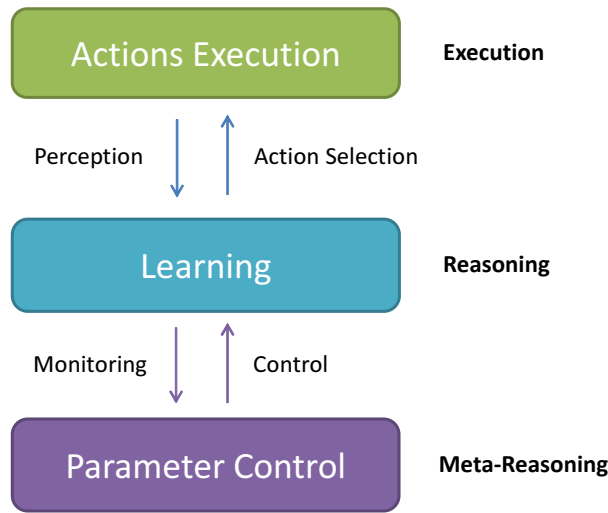 Actions Execution
Execution
Perception
Action Selection
Learning
Reasoning
Monitoring
Control
Parameter Control
Meta-Reasoning